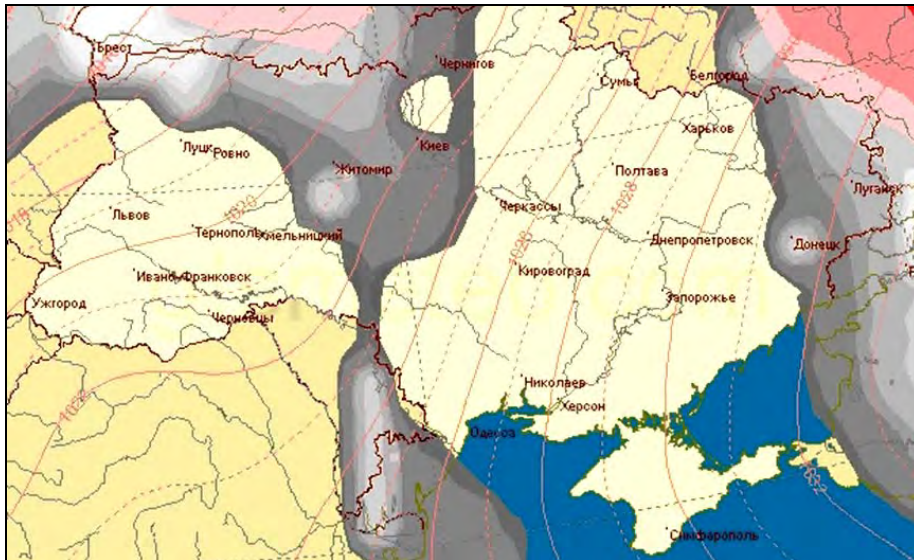 Брест
Чернигов
Сумы
Белгород
Харьков
Луцк
Ровно
Киев
Житомир
Полтава
Луганск
Львов
1020
Черкассы
1028
Тернополь
Хмельницкий
Днепропетровск
Донецк
1028
Ивано-Франковск
Кировоград
Ужгород
Черновцы
Запорожье
1028
Николаев
Херсон
Одесса
Симферополь